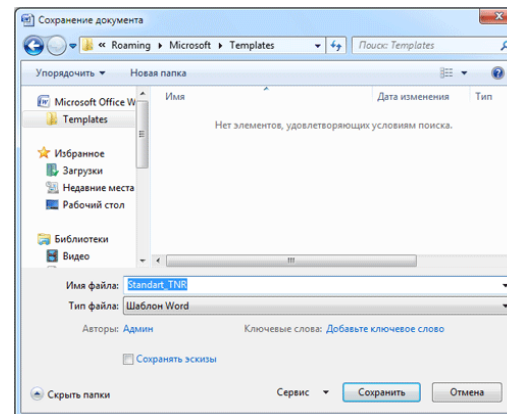 Сохранение документа
« Roaming Microsoft Templates Поиск: Templates
Упорядочить Новая папка
Microsoft Office W Имя Дата изменения Тип
Templates
Нет элементов, удовлетворяющих условиям поиска.
Избранное
Загрузки
Недавние места
Рабочий стол
Библиотеки
Видео
Имя файла: Standart_TNR
Тип файла: Шаблон Word
Авторы: Админ Ключевые слова: Добавьте ключевое слово
Сохранять эскизы
Скрыть папки Сервис Сохранить Отмена